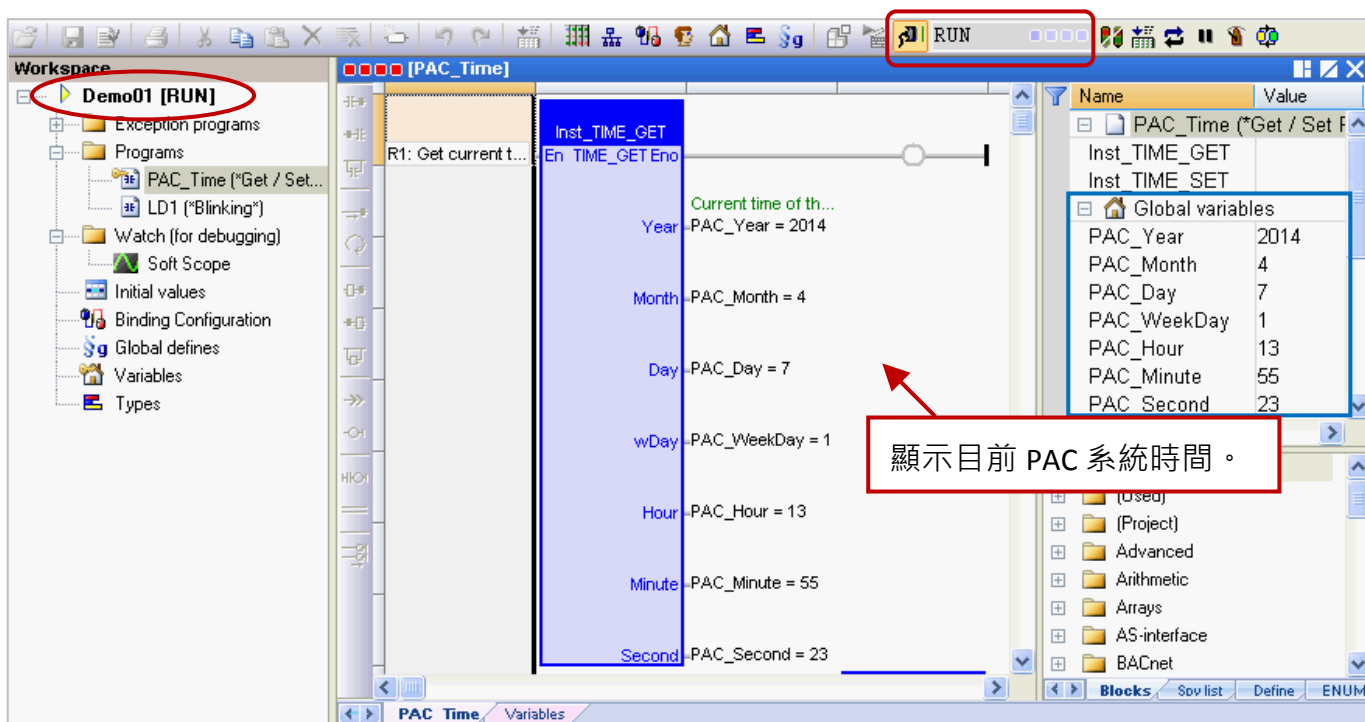 RUN
Workspace
Demo01 [RUN]
Exception programs
Programs
PAC_Time (*Get / Set...
LD1 (*Blinking*)
Watch (for debugging)
Soft Scope
Initial values
Binding Configuration
Global defines
Variables
Types
[PAC_Time]
R1: Get current t...
Inst_TIME_GET
En TIME_GET Eno
Current time of th...
Year PAC_Year = 2014
Month PAC_Month = 4
Day PAC_Day = 7
wDay PAC_WeekDay = 1
Hour PAC_Hour = 13
Minute PAC_Minute = 55
Second PAC_Second = 23
顯示目前 PAC 系統時間。
Name Value
PAC_Time (*Get / Set
Inst_TIME_GET
Inst_TIME_SET
Global variables
PAC_Year 2014
PAC_Month 4
PAC_Day 7
PAC_WeekDay 1
PAC_Hour 13
PAC_Minute 55
PAC_Second 23
(Used)
(Project)
Advanced
Arithmetic
Arrays
AS-interface
BACnet
Blocks Spy list Define ENUM
PAC_Time Variables